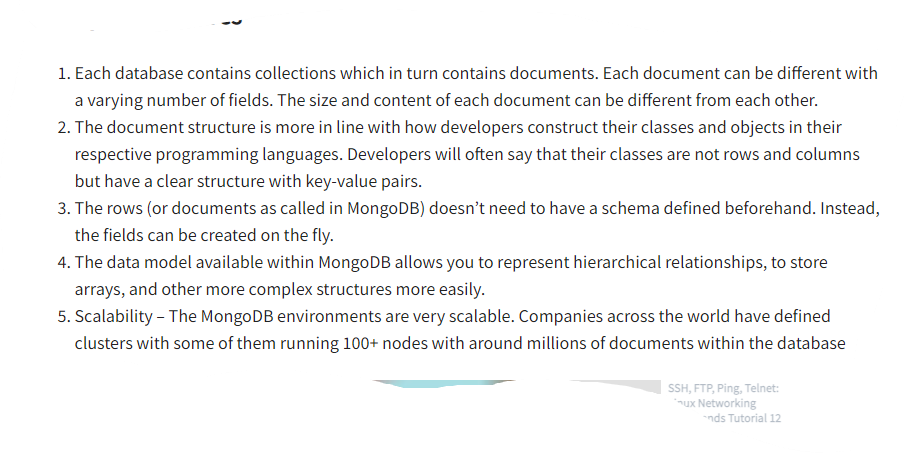 1. Each database contains collections which in turn contains documents. Each document can be different with
a varying number of fields. The size and content of each document can be different from each other.
2. The document structure is more in line with how developers construct their classes and objects in their
respective programming languages. Developers will often say that their classes are not rows and columns
but have a clear structure with key-value pairs.
3. The rows (or documents as called in MongoDB) doesn’t need to have a schema defined beforehand. Instead,
the fields can be created on the fly.
4. The data model available within MongoDB allows you to represent hierarchical relationships, to store
arrays, and other more complex structures more easily.
5. Scalability – The MongoDB environments are very scalable. Companies across the world have defined
clusters with some of them running 100+ nodes with around millions of documents within the database
SSH, FTP, Ping, Telnet:
Networking
Tutorial 12